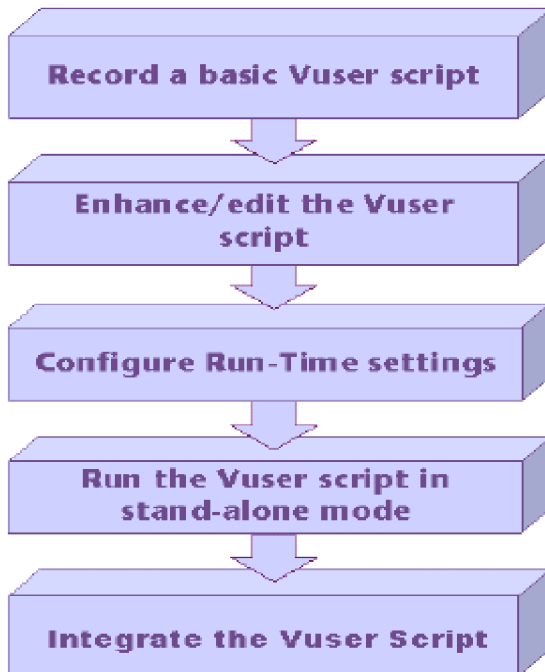 Record a basic Vuser script
Enhance/edit the Vuser
script
Configure Run-Time settings
Run the Vuser script in
stand-alone mode
Integrate the Vuser Script